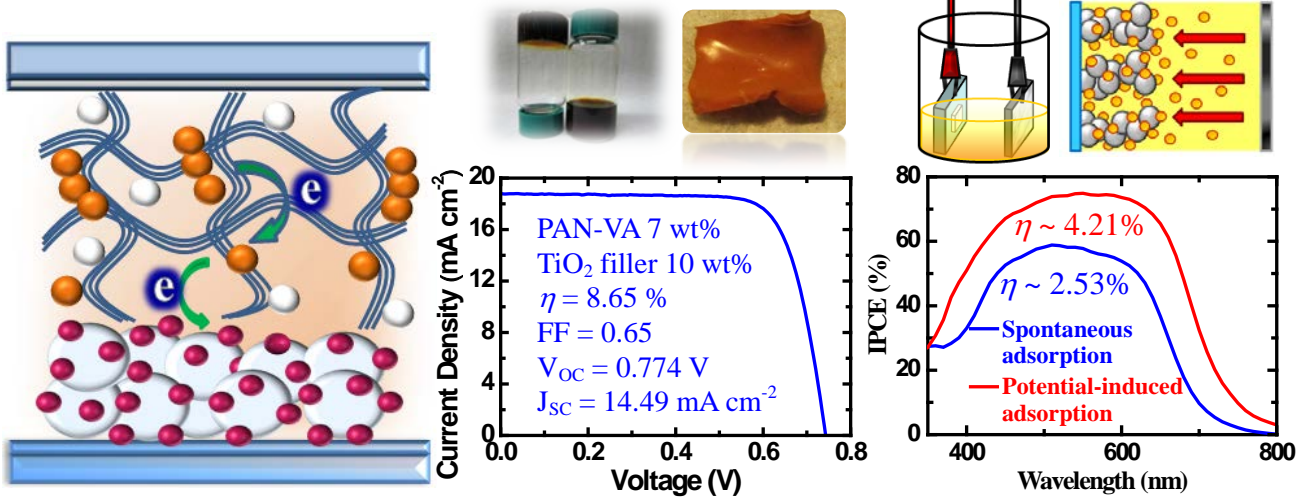 e
e
Current Density (mA cm⁻²)
20
16
12
8
4
0
PAN-VA 7 wt%
TiO₂ filler 10 wt%
η = 8.65 %
FF = 0.65
V_OC = 0.774 V
J_SC = 14.49 mA cm⁻²
0.0 0.2 0.4 0.6 0.8
Voltage (V)
IPCE (%)
80
60
40
20
0
η ~ 4.21%
η ~ 2.53%
Spontaneous
adsorption
Potential-induced
adsorption
400 600 800
Wavelength (nm)